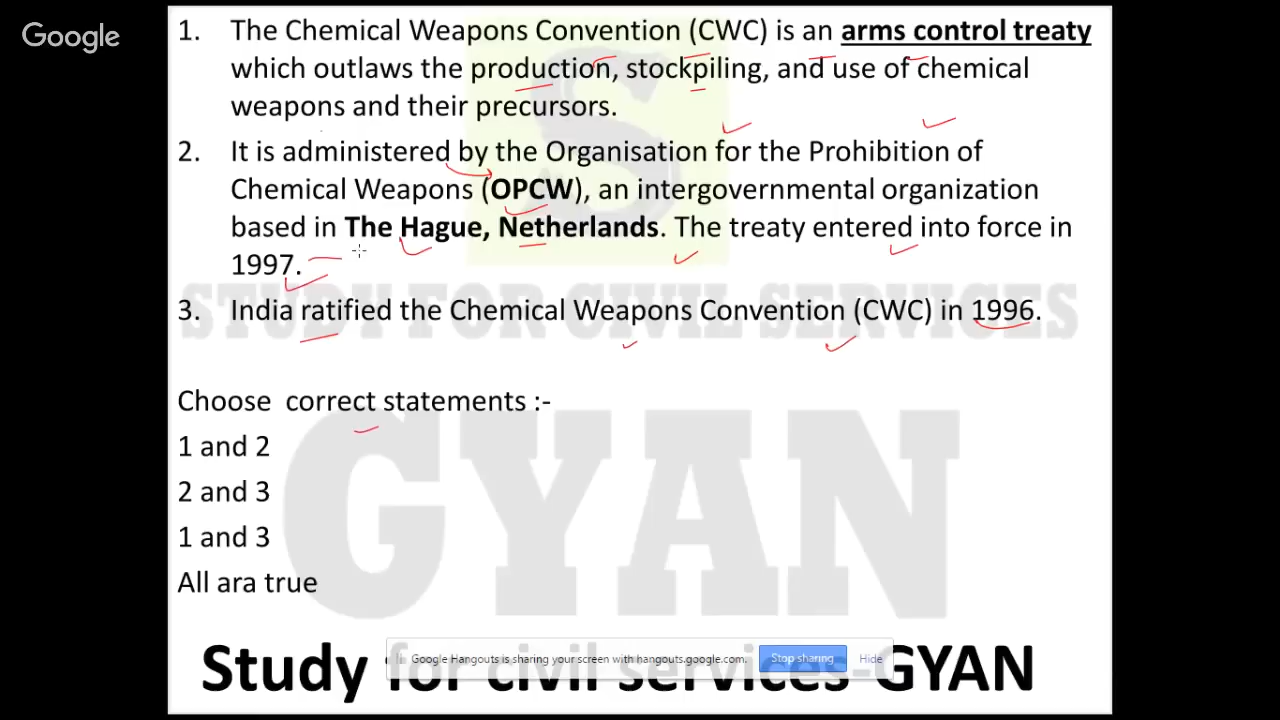 Google
1. The Chemical Weapons Convention (CWC) is an arms control treaty
which outlaws the production, stockpiling, and use of chemical
weapons and their precursors.
2. It is administered by the Organisation for the Prohibition of
Chemical Weapons (OPCW), an intergovernmental organization
based in The Hague, Netherlands. The treaty entered into force in
1997.
3. India ratified the Chemical Weapons Convention (CWC) in 1996.
STUDY FOR CIVIL SERVICES
Choose correct statements :-
1 and 2
2 and 3
1 and 3
All ara true
GYAN
Google Hangouts is sharing your screen with hangouts.google.com. Stop sharing Hide
Study for civil services-GYAN